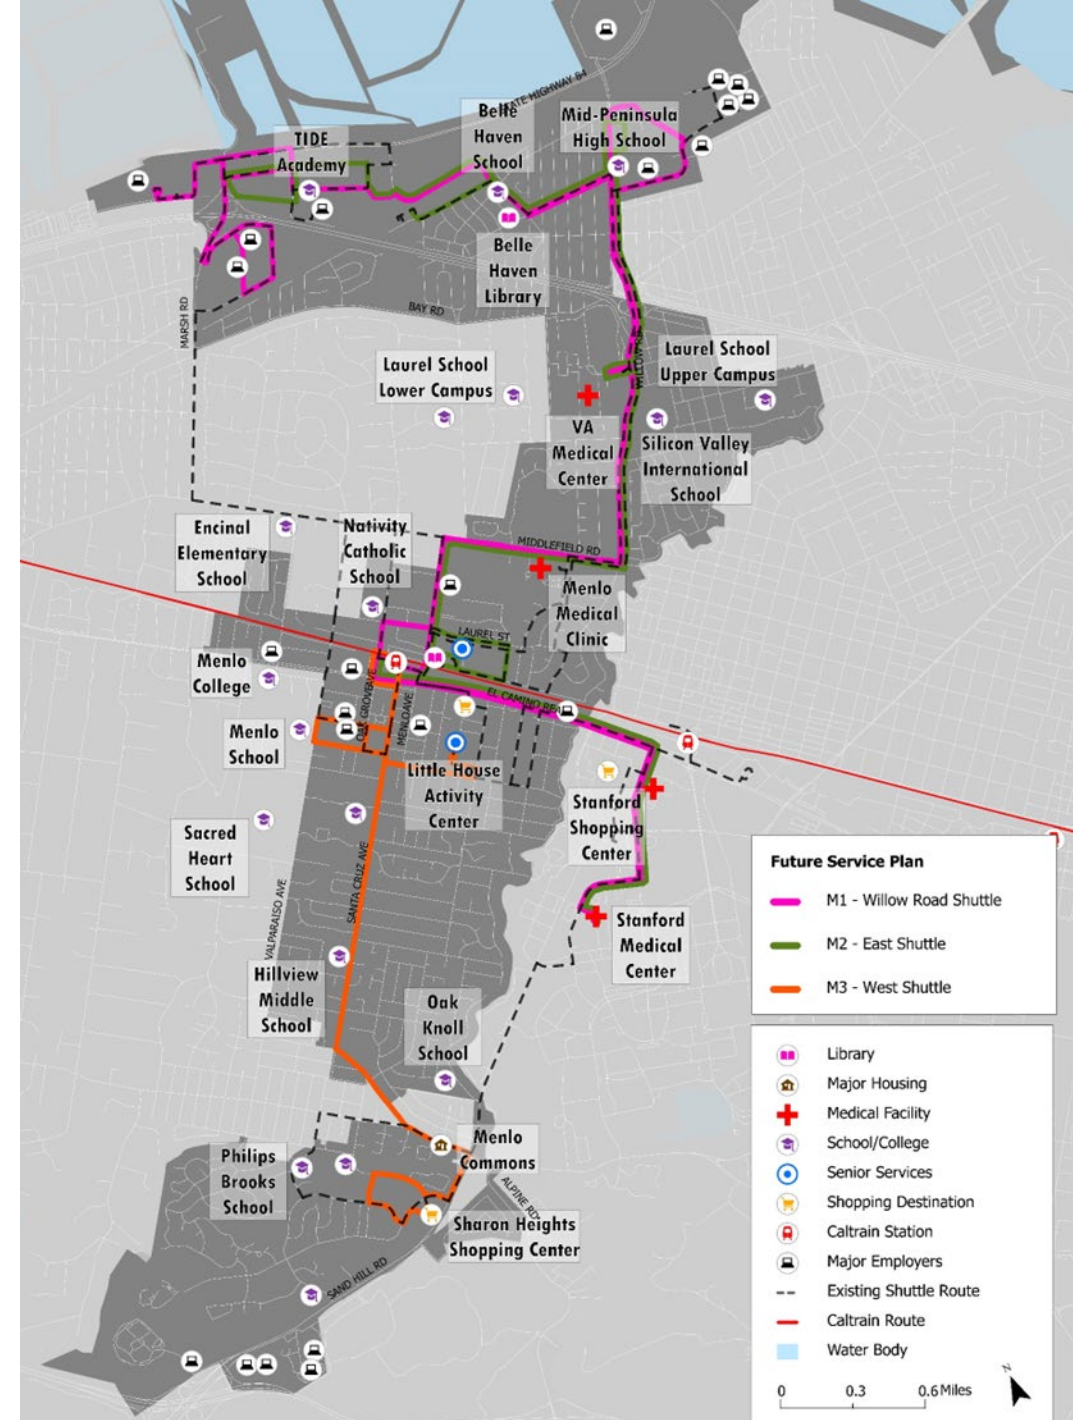 STATE HIGHWAY 84
Belle
Haven
School
Mid-Peninsula
High School
TIDE
Academy
Belle
Haven
Library
MARSH RD
BAY RD
WILLOW RD
Laurel School
Lower Campus
Laurel School
Upper Campus
VA
Medical
Center
Silicon Valley
International
School
Encinal
Elementary
School
Nativity
Catholic
School
MIDDLEFIELD RD
Menlo
Medical
Clinic
LAUREL ST
Menlo
College
OAK GROVE AVE
MENLO AVE
EL CAMINO REAL
Menlo
School
Little House
Activity
Center
Stanford
Shopping
Center
Sacred
Heart
School
SANTA CRUZ AVE
VALPARAISO AVE
Stanford
Medical
Center
Hillview
Middle
School
Oak
Knoll
School
Menlo
Commons
Philips
Brooks
School
ALPINE RD
Sharon Heights
Shopping Center
SAND HILL RD
Future Service Plan
M1 - Willow Road Shuttle
M2 - East Shuttle
M3 - West Shuttle
Library
Major Housing
Medical Facility
School/College
Senior Services
Shopping Destination
Caltrain Station
Major Employers
Existing Shuttle Route
Caltrain Route
Water Body
N
0 0.3 0.6 Miles